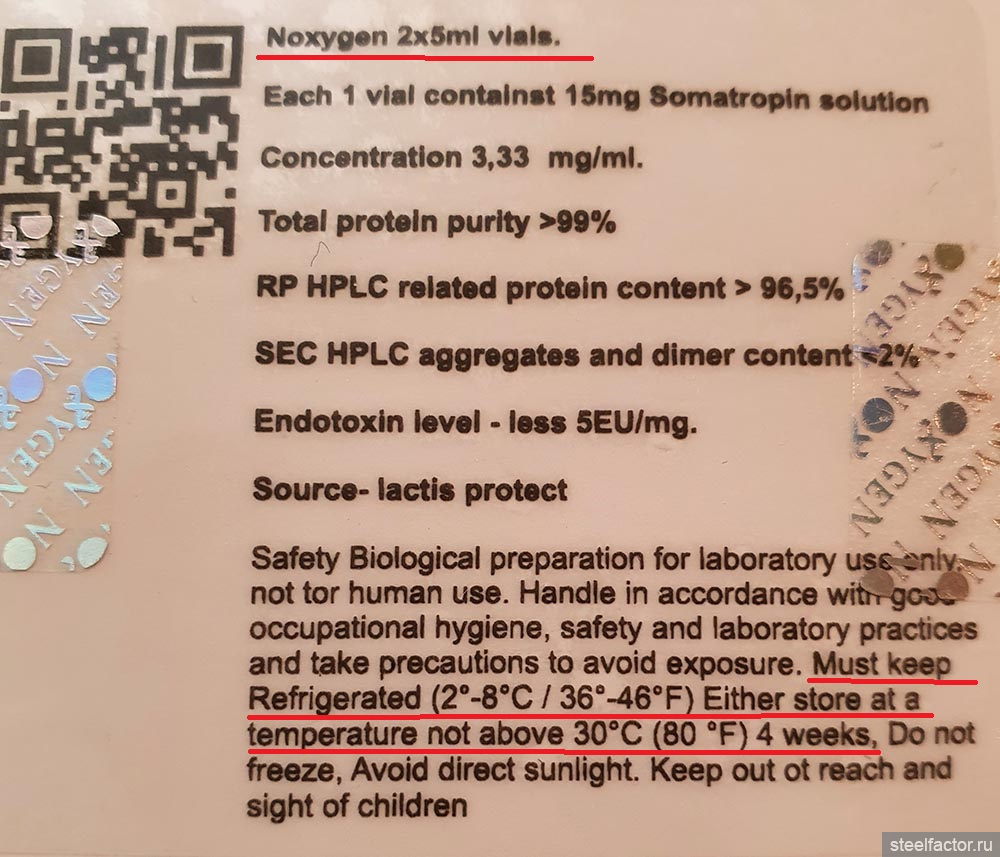 Noxygen 2x5ml vials.
Each 1 vial containst 15mg Somatropin solution
Concentration 3,33 mg/ml.
Total protein purity >99%
RP HPLC related protein content > 96,5%
SEC HPLC aggregates and dimer content <2%
Endotoxin level - less 5EU/mg.
Source- lactis protect
Safety Biological preparation for laboratory use only,
not tor human use. Handle in accordance with good
occupational hygiene, safety and laboratory practices
and take precautions to avoid exposure. Must keep
Refrigerated (2°-8°C / 36°-46°F) Either store at a
temperature not above 30°C (80 °F) 4 weeks, Do not
freeze, Avoid direct sunlight. Keep out ot reach and
sight of children
steelfactor.ru